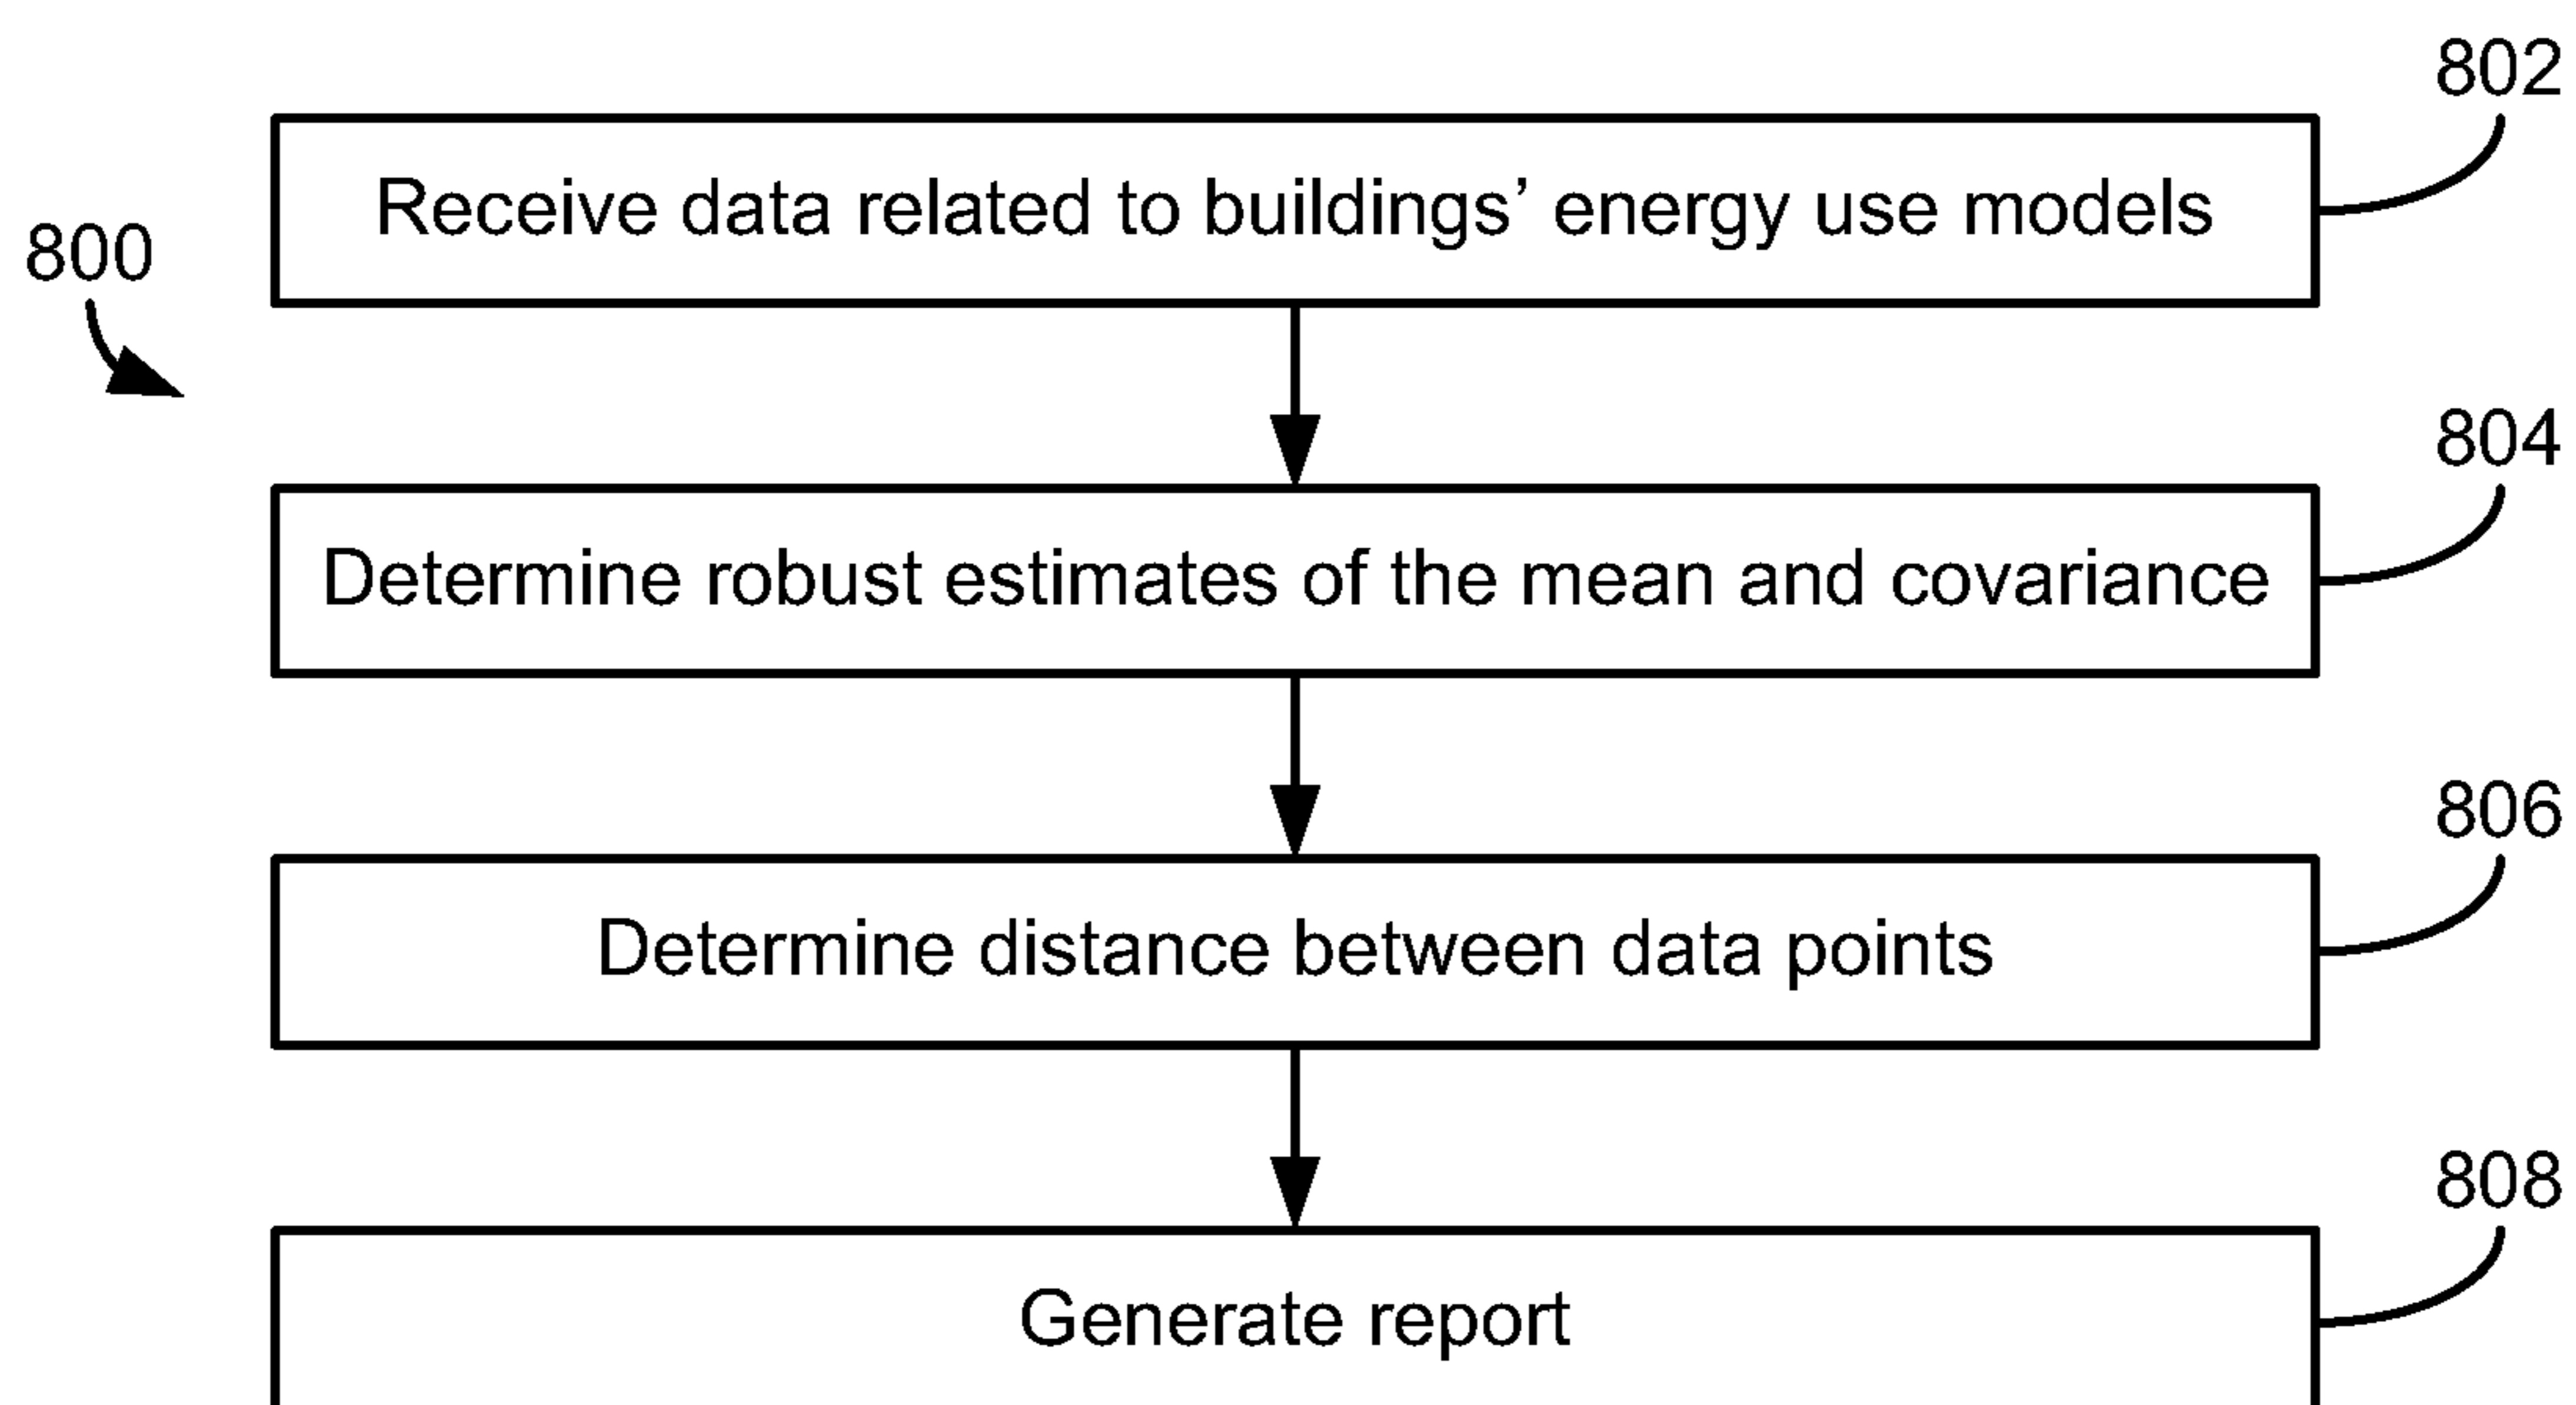 802
Receive data related to buildings’ energy use models
800
804
Determine robust estimates of the mean and covariance
806
Determine distance between data points
808
Generate report